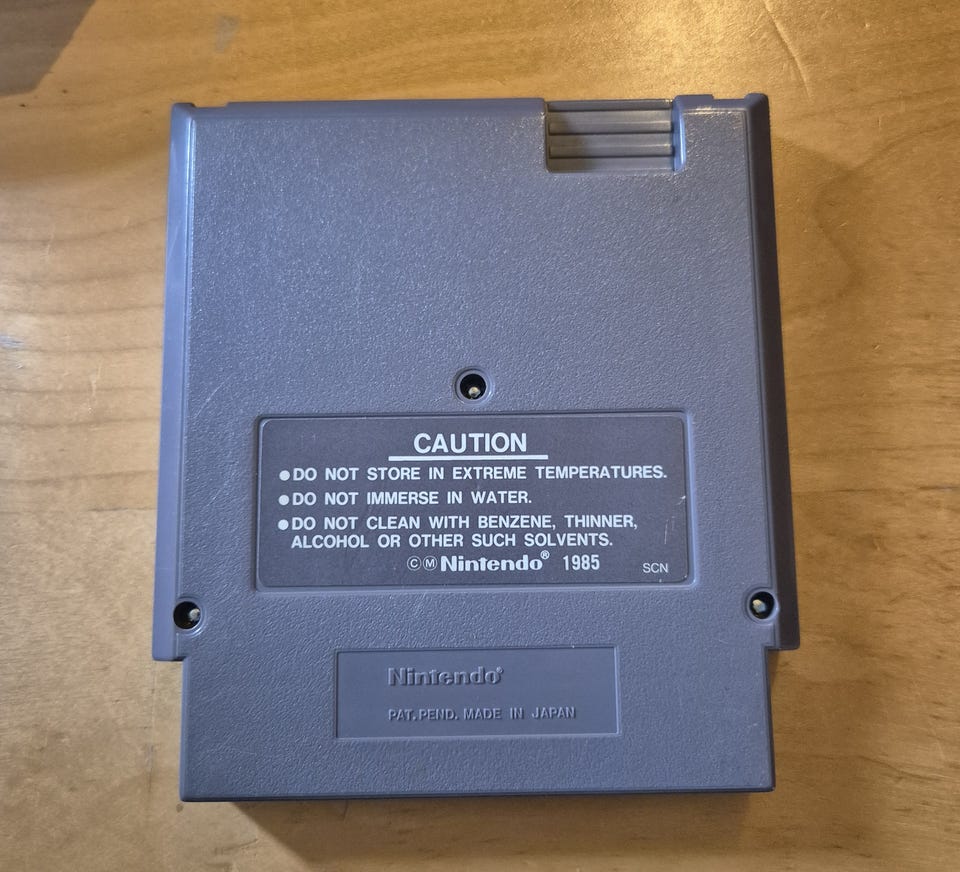 CAUTION
●DO NOT STORE IN EXTREME TEMPERATURES.
●DO NOT IMMERSE IN WATER.
●DO NOT CLEAN WITH BENZENE, THINNER,
ALCOHOL OR OTHER SUCH SOLVENTS.
ⒸⓂNintendo® 1985 SCN
Nintendo®
PAT. PEND. MADE IN JAPAN